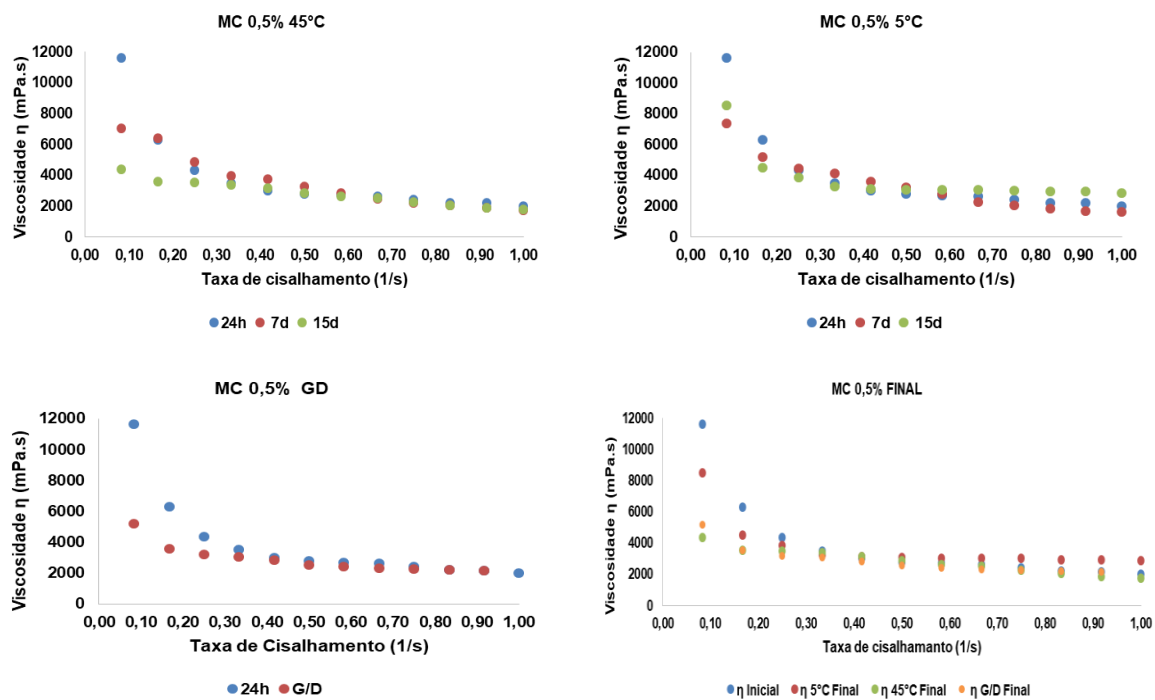 MC 0,5% 45°C
Viscosidade η (mPa.s)
12000
10000
8000
6000
4000
2000
0
0,00 0,10 0,20 0,30 0,40 0,50 0,60 0,70 0,80 0,90 1,00
Taxa de cisalhamento (1/s)
24h 7d 15d
MC 0,5% 5°C
Viscosidade η (mPa.s)
12000
10000
8000
6000
4000
2000
0
0,00 0,10 0,20 0,30 0,40 0,50 0,60 0,70 0,80 0,90 1,00
Taxa de cisalhamento (1/s)
24h 7d 15d
MC 0,5% GD
Viscosidade η (mPa.s)
12000
10000
8000
6000
4000
2000
0
0,00 0,10 0,20 0,30 0,40 0,50 0,60 0,70 0,80 0,90 1,00
Taxa de Cisalhamento (1/s)
24h G/D
MC 0,5% FINAL
Viscosidade η (mPa.s)
12000
10000
8000
6000
4000
2000
0
0,00 0,10 0,20 0,30 0,40 0,50 0,60 0,70 0,80 0,90 1,00
Taxa de cisalhamanto (1/s)
η Inicial η 5°C Final η 45°C Final η G/D Final